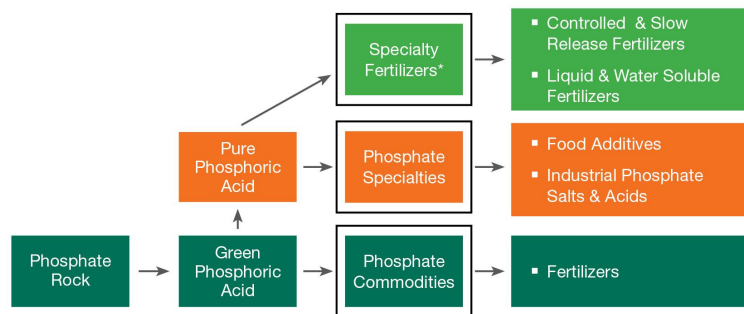 Specialty
Fertilizers*
▪ Controlled & Slow
Release Fertilizers
▪ Liquid & Water Soluble
Fertilizers
Pure
Phosphoric
Acid
Phosphate
Specialties
▪ Food Additives
▪ Industrial Phosphate
Salts & Acids
Phosphate
Rock
Green
Phosphoric
Acid
Phosphate
Commodities
▪ Fertilizers